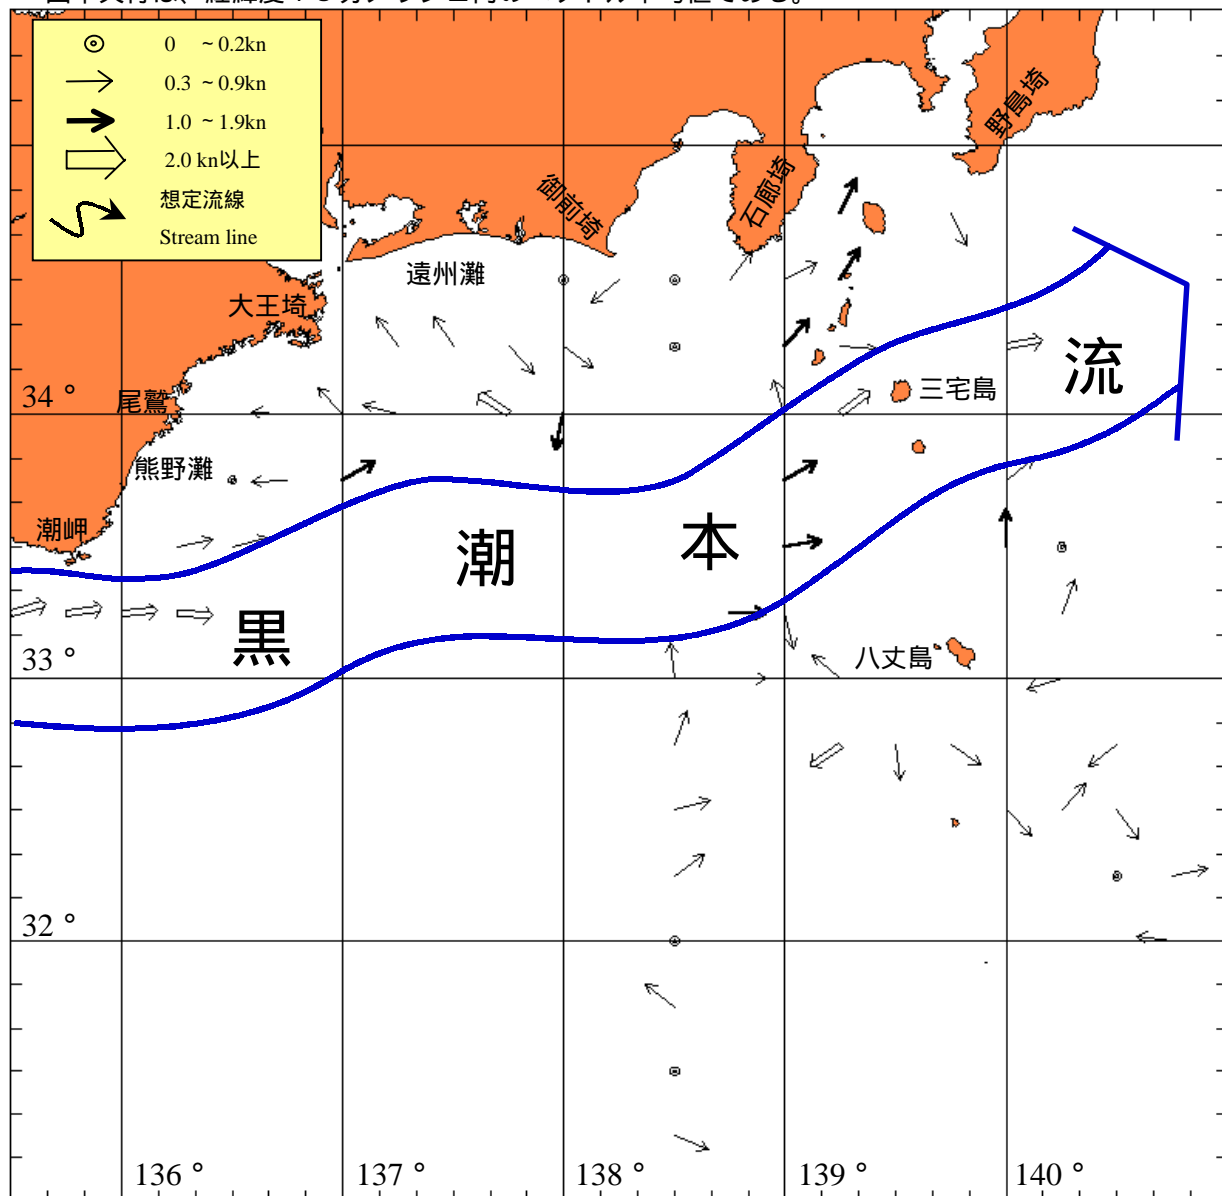 0 ~0.2kn
0.3 ~0.9kn
1.0 ~1.9kn
2.0 kn以上
想定流線
Stream line
野島埼
石廊埼
御前埼
遠州灘
大王埼
尾鷲
34°
三宅島
熊野灘
潮岬
黒潮本流
33°
八丈島
32°
136° 137° 138° 139° 140°